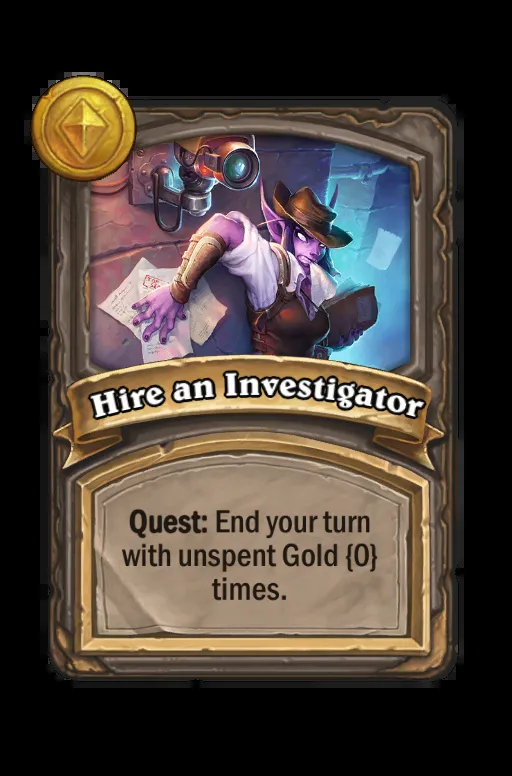 Hire an Investigator
Quest: End your turn
with unspent Gold {0}
times.